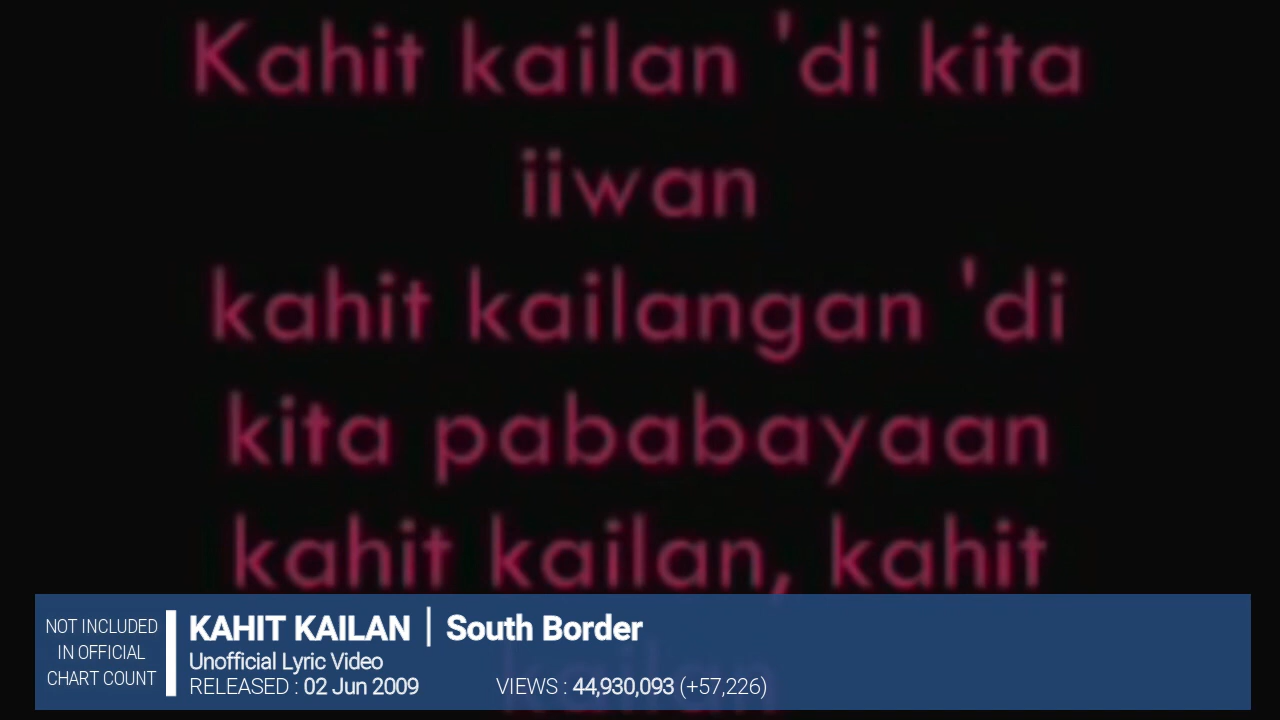 Kahit kailan 'di kita
iiwan
kahit kailangan 'di
kita pababayaan
kahit kailan, kahit
kailan
NOT INCLUDED
IN OFFICIAL
CHART COUNT
KAHIT KAILAN | South Border
Unofficial Lyric Video
RELEASED : 02 Jun 2009 VIEWS : 44,930,093 (+57,226)